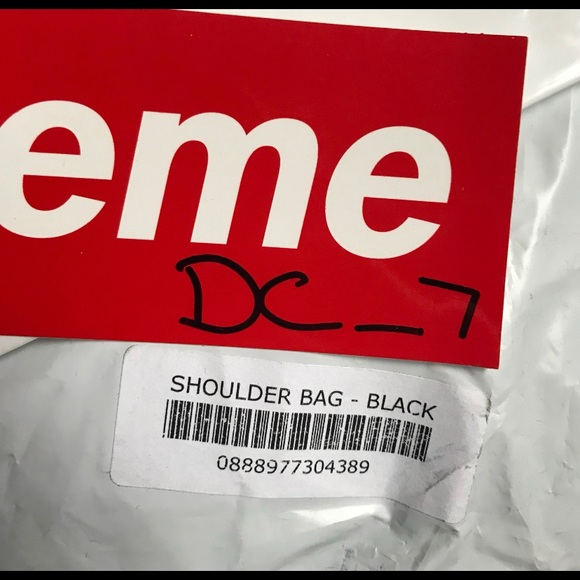 eme
DC_7
SHOULDER BAG - BLACK
0888977304389